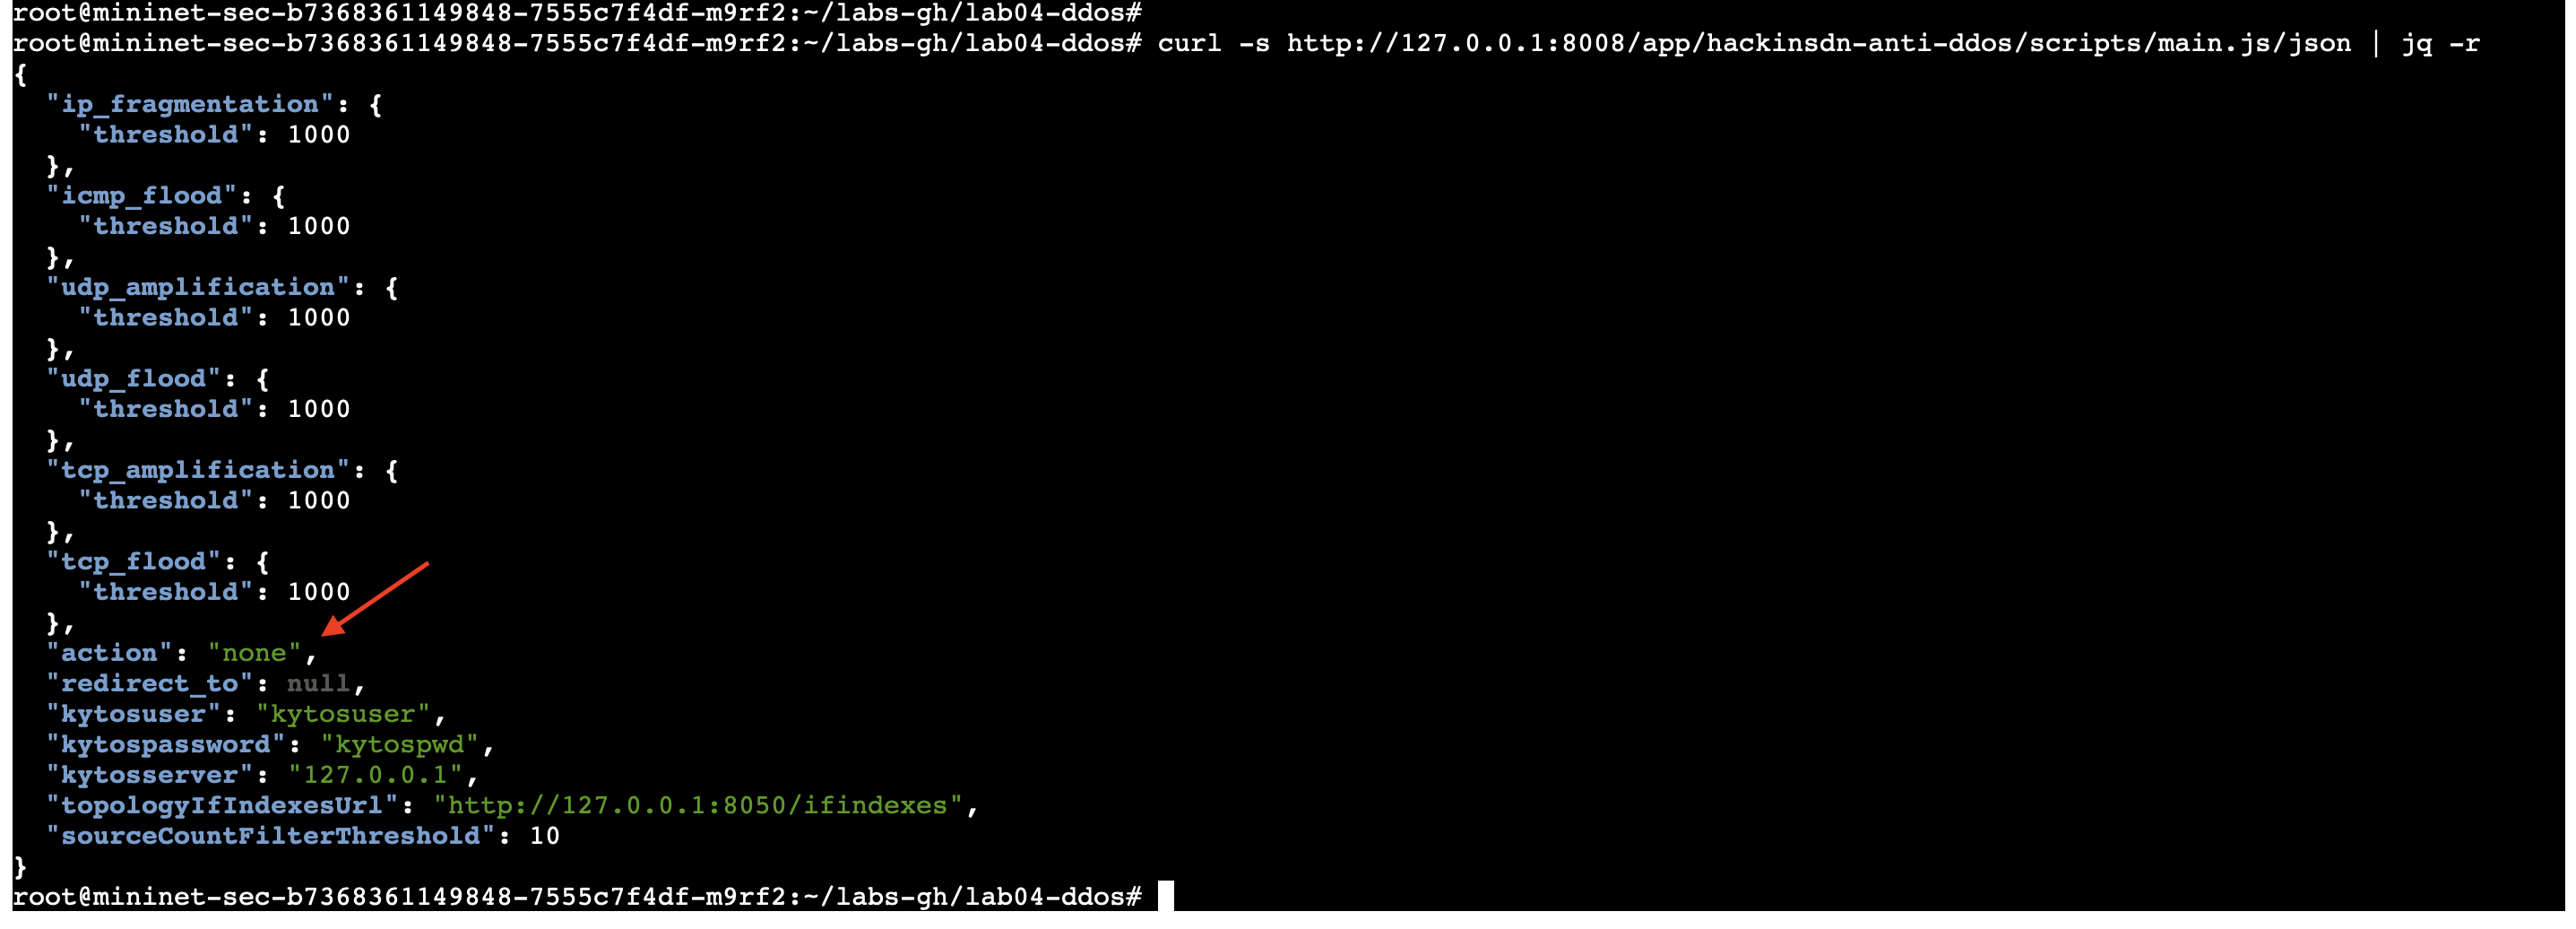 root@mininet-sec-b7368361149848-7555c7f4df-m9rf2:~/labs-gh/lab04-ddos#
root@mininet-sec-b7368361149848-7555c7f4df-m9rf2:~/labs-gh/lab04-ddos# curl -s http://127.0.0.1:8008/app/hackinsdn-anti-ddos/scripts/main.js/json | jq -r
{
  "ip_fragmentation": {
    "threshold": 1000
  },
  "icmp_flood": {
    "threshold": 1000
  },
  "udp_amplification": {
    "threshold": 1000
  },
  "udp_flood": {
    "threshold": 1000
  },
  "tcp_amplification": {
    "threshold": 1000
  },
  "tcp_flood": {
    "threshold": 1000
  },
  "action": "none",
  "redirect_to": null,
  "kytosuser": "kytosuser",
  "kytospassword": "kytospwd",
  "kytosserver": "127.0.0.1",
  "topologyIfIndexesUrl": "http://127.0.0.1:8050/ifindexes",
  "sourceCountFilterThreshold": 10
}
root@mininet-sec-b7368361149848-7555c7f4df-m9rf2:~/labs-gh/lab04-ddos#